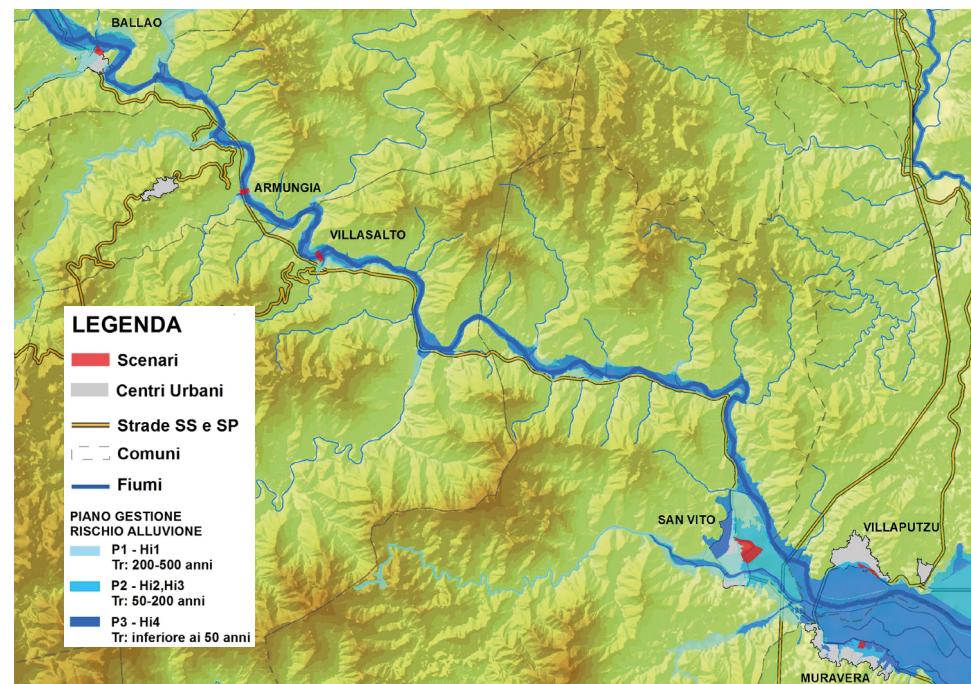 BALLAO
ARMUNGIA
VILLASALTO
LEGENDA
Scenari
Centri Urbani
Strade SS e SP
Comuni
Fiumi
PIANO GESTIONE
RISCHIO ALLUVIONE
P1 - Hi1
Tr: 200-500 anni
P2 - Hi2,Hi3
Tr: 50-200 anni
P3 - Hi4
Tr: inferiore ai 50 anni
SAN VITO
VILLAPUTZU
MURAVERA